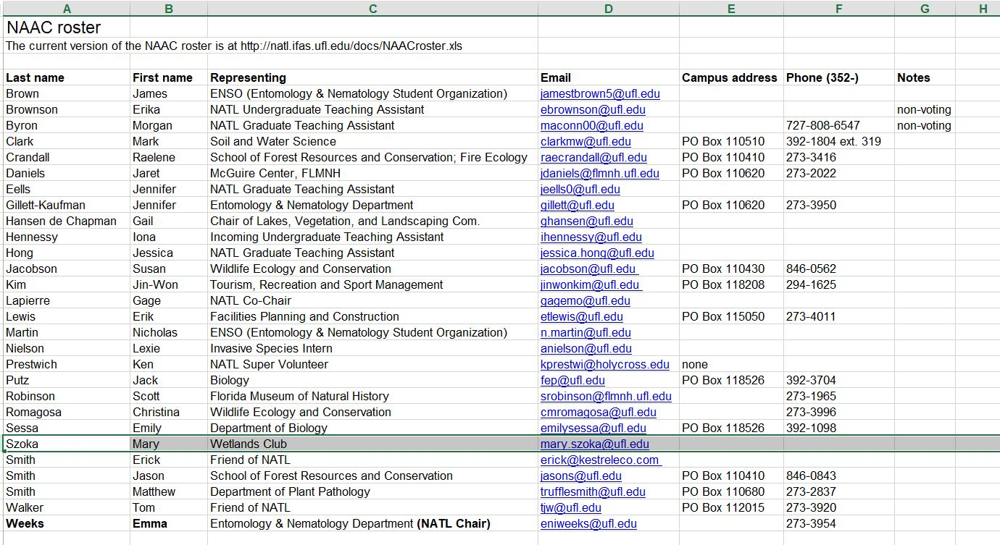 A B C D E F G H
NAAC roster
The current version of the NAAC roster is at http://natl.ifas.ufl.edu/docs/NAACroster.xls
Last name First name Representing Email Campus address Phone (352-) Notes
Brown James ENSO (Entomology & Nematology Student Organization) jamestbrown5@ufl.edu
Brownson Erika NATL Undergraduate Teaching Assistant ebrownson@ufl.edu non-voting
Byron Morgan NATL Graduate Teaching Assistant maconn00@ufl.edu 727-808-6547 non-voting
Clark Mark Soil and Water Science clarkmw@ufl.edu PO Box 110510 392-1804 ext. 319
Crandall Raelene School of Forest Resources and Conservation; Fire Ecology raecrandall@ufl.edu PO Box 110410 273-3416
Daniels Jaret McGuire Center, FLMNH jdaniels@flmnh.ufl.edu PO Box 110620 273-2022
Eells Jennifer NATL Graduate Teaching Assistant jeells0@ufl.edu
Gillett-Kaufman Jennifer Entomology & Nematology Department gillett@ufl.edu PO Box 110620 273-3950
Hansen de Chapman Gail Chair of Lakes, Vegetation, and Landscaping Com. ghansen@ufl.edu
Hennessy Iona Incoming Undergraduate Teaching Assistant ihennessy@ufl.edu
Hong Jessica NATL Graduate Teaching Assistant jessica.hong@ufl.edu
Jacobson Susan Wildlife Ecology and Conservation jacobson@ufl.edu PO Box 110430 846-0562
Kim Jin-Won Tourism, Recreation and Sport Management jinwonkim@ufl.edu PO Box 118208 294-1625
Lapierre Gage NATL Co-Chair gagemo@ufl.edu
Lewis Erik Facilities Planning and Construction etlewis@ufl.edu PO Box 115050 273-4011
Martin Nicholas ENSO (Entomology & Nematology Student Organization) n.martin@ufl.edu
Nielson Lexie Invasive Species Intern anielson@ufl.edu
Prestwich Ken NATL Super Volunteer kprestwi@holycross.edu none
Putz Jack Biology fep@ufl.edu PO Box 118526 392-3704
Robinson Scott Florida Museum of Natural History srobinson@flmnh.ufl.edu 273-1965
Romagosa Christina Wildlife Ecology and Conservation cmromagosa@ufl.edu 273-3996
Sessa Emily Department of Biology emilysessa@ufl.edu PO Box 118526 392-1098
Szoka Mary Wetlands Club mary.szoka@ufl.edu
Smith Erick Friend of NATL erick@kestreleco.com
Smith Jason School of Forest Resources and Conservation jasons@ufl.edu PO Box 110410 846-0843
Smith Matthew Department of Plant Pathology trufflesmith@ufl.edu PO Box 110680 273-2837
Walker Tom Friend of NATL tjw@ufl.edu PO Box 112015 273-3920
Weeks Emma Entomology & Nematology Department (NATL Chair) eniweeks@ufl.edu 273-3954